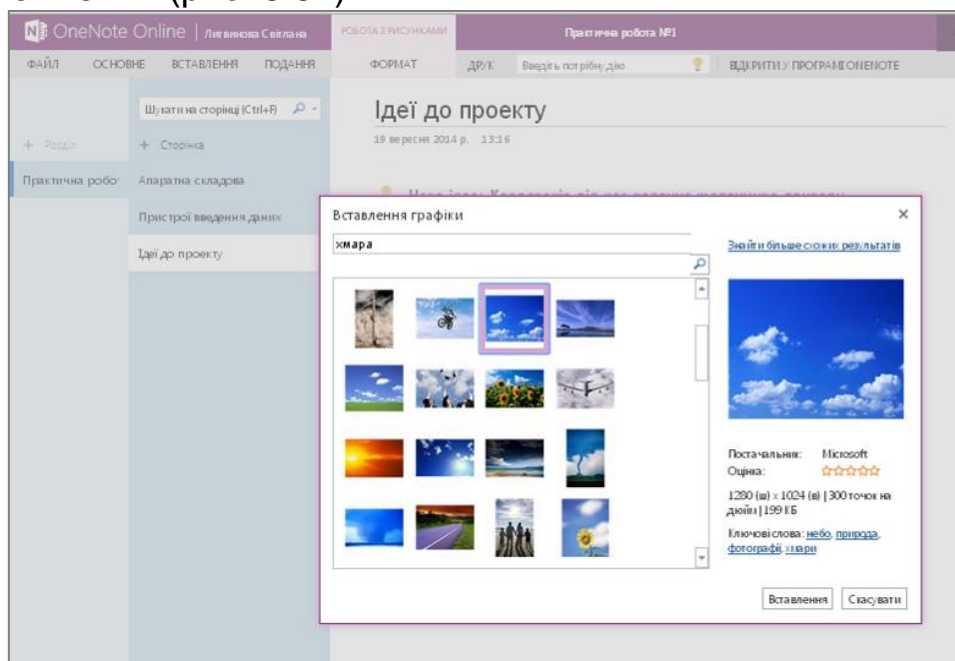 OneNote Online | Литвинова Світлана
РОБОТА З РИСУНКАМИ
Практична робота №1
ФАЙЛ ОСНОВНЕ ВСТАВЛЕННЯ ПОДАННЯ ФОРМАТ ДРУК Введіть потрібну дію ВІДКРИТИ У ПРОГРАМІ ONENOTE
Шукати на сторінці (Ctrl+F)
Ідеї до проекту
19 вересня 2014 р. 13:16
+ Розділ
+ Сторінка
Практична робо
Апаратна складова
Пристрої введення даних
Ідеї до проекту
Вставлення графіки
хмара
Знайти більше схожих результатів
Постачальник: Microsoft
Оцінка:
1280 (ш) x 1024 (в) | 300 точок на
дюйм | 199 КБ
Ключові слова: небо, природа,
фотографії, хмари
Вставлення Скасувати